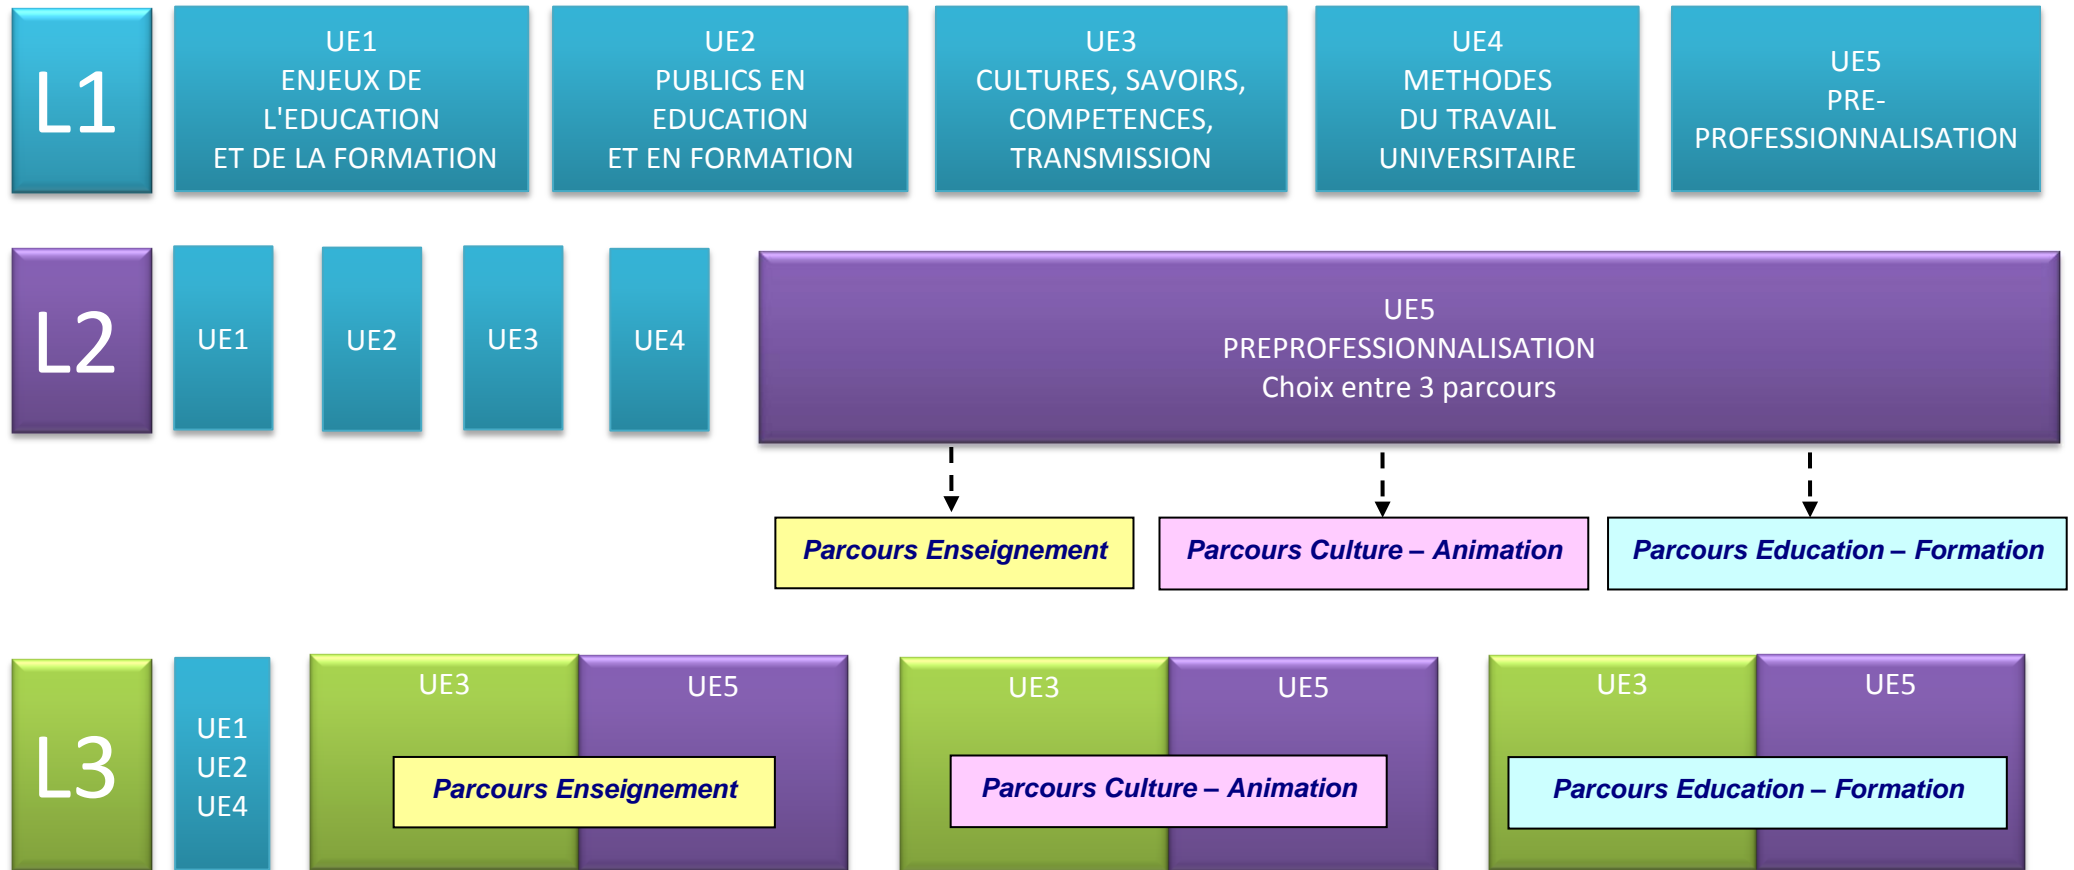 L1
UE1
ENJEUX DE
L'EDUCATION
ET DE LA FORMATION
UE2
PUBLICS EN
EDUCATION
ET EN FORMATION
UE3
CULTURES, SAVOIRS,
COMPETENCES,
TRANSMISSION
UE4
METHODES
DU TRAVAIL
UNIVERSITAIRE
UE5
PRE-
PROFESSIONNALISATION
L2
UE1
UE2
UE3
UE4
UE5
PREPROFESSIONNALISATION
Choix entre 3 parcours
Parcours Enseignement
Parcours Culture – Animation
Parcours Education – Formation
L3
UE1
UE2
UE4
UE3
UE5
Parcours Enseignement
UE3
UE5
Parcours Culture – Animation
UE3
UE5
Parcours Education – Formation